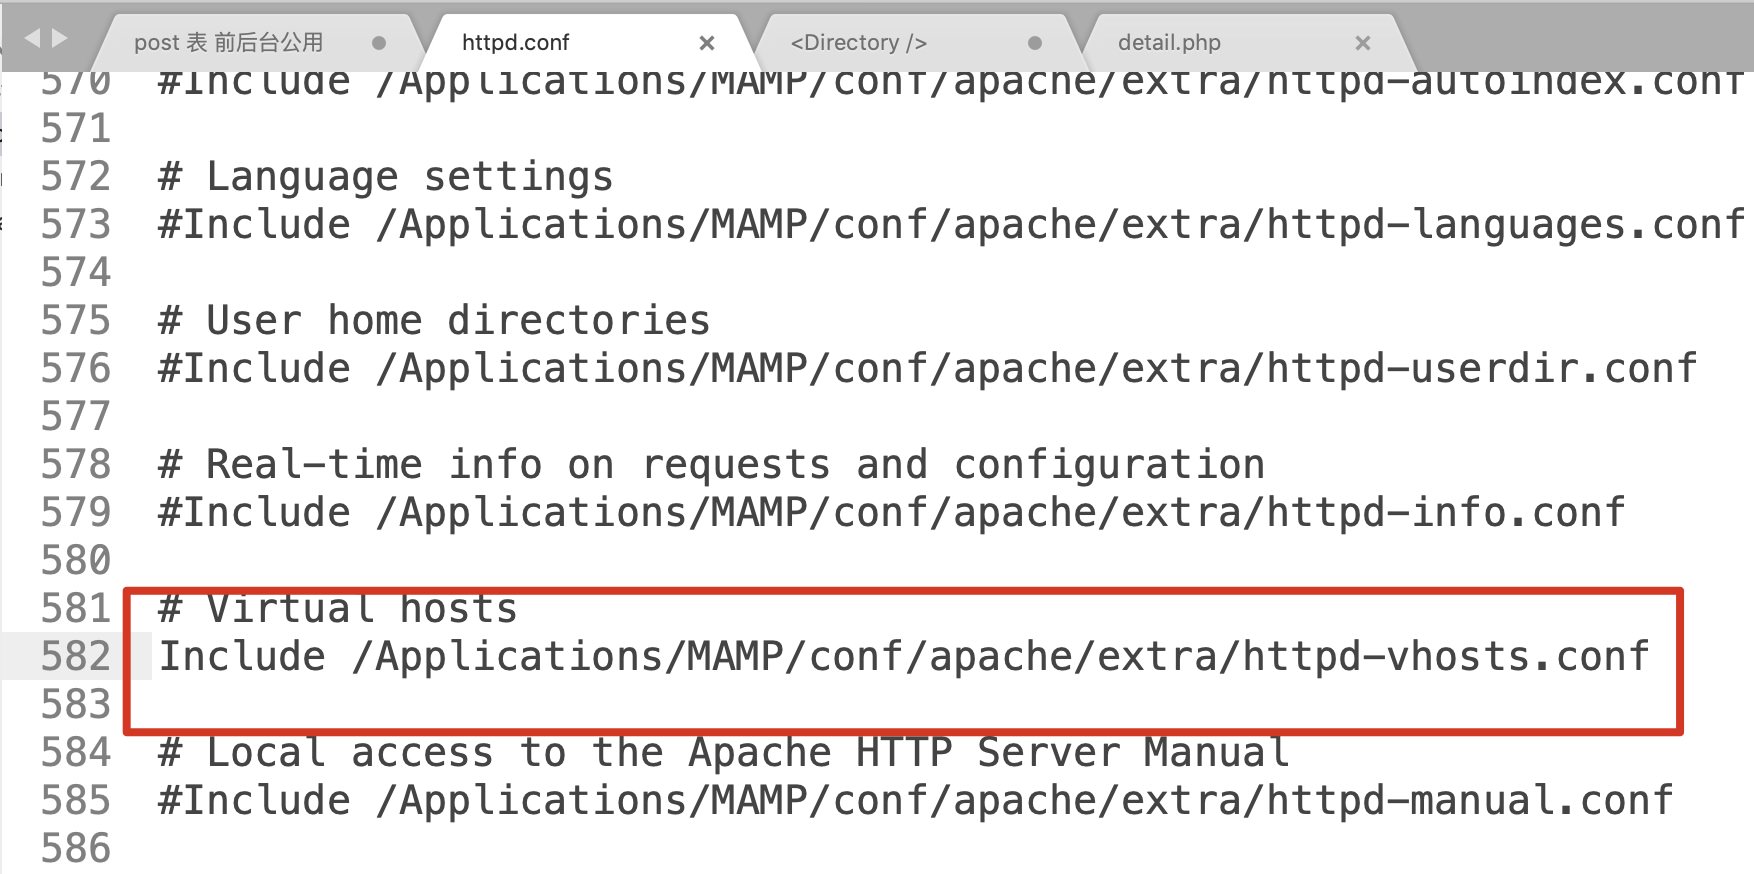 post 表 前后台公用
httpd.conf
<Directory />
detail.php
570 #Include /Applications/MAMP/conf/apache/extra/httpd-autoindex.conf
571
572 # Language settings
573 #Include /Applications/MAMP/conf/apache/extra/httpd-languages.conf
574
575 # User home directories
576 #Include /Applications/MAMP/conf/apache/extra/httpd-userdir.conf
577
578 # Real-time info on requests and configuration
579 #Include /Applications/MAMP/conf/apache/extra/httpd-info.conf
580
581 # Virtual hosts
582 Include /Applications/MAMP/conf/apache/extra/httpd-vhosts.conf
583
584 # Local access to the Apache HTTP Server Manual
585 #Include /Applications/MAMP/conf/apache/extra/httpd-manual.conf
586